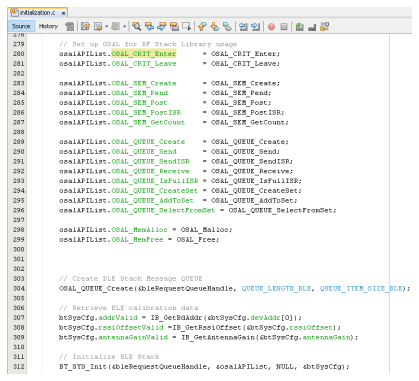 initialization.c x
Source History
278
279 // Set up OSAL for RF Stack Library usage
280 osalAPIList.OSAL_CRIT_Enter = OSAL_CRIT_Enter;
281 osalAPIList.OSAL_CRIT_Leave = OSAL_CRIT_Leave;
282
283 osalAPIList.OSAL_SEM_Create = OSAL_SEM_Create;
284 osalAPIList.OSAL_SEM_Pend = OSAL_SEM_Pend;
285 osalAPIList.OSAL_SEM_Post = OSAL_SEM_Post;
286 osalAPIList.OSAL_SEM_PostISR = OSAL_SEM_PostISR;
287 osalAPIList.OSAL_SEM_GetCount = OSAL_SEM_GetCount;
288
289 osalAPIList.OSAL_QUEUE_Create = OSAL_QUEUE_Create;
290 osalAPIList.OSAL_QUEUE_Send = OSAL_QUEUE_Send;
291 osalAPIList.OSAL_QUEUE_SendISR = OSAL_QUEUE_SendISR;
292 osalAPIList.OSAL_QUEUE_Receive = OSAL_QUEUE_Receive;
293 osalAPIList.OSAL_QUEUE_IsFullISR = OSAL_QUEUE_IsFullISR;
294 osalAPIList.OSAL_QUEUE_CreateSet = OSAL_QUEUE_CreateSet;
295 osalAPIList.OSAL_QUEUE_AddToSet = OSAL_QUEUE_AddToSet;
296 osalAPIList.OSAL_QUEUE_SelectFromSet = OSAL_QUEUE_SelectFromSet;
297
298 osalAPIList.OSAL_MemAlloc = OSAL_Malloc;
299 osalAPIList.OSAL_MemFree = OSAL_Free;
300
301
302
303 // Create BLE Stack Message QUEUE
304 OSAL_QUEUE_Create(&bleRequestQueueHandle, QUEUE_LENGTH_BLE, QUEUE_ITEM_SIZE_BLE);
305
306 // Retrieve BLE calibration data
307 btSysCfg.addrValid = IB_GetBdAddr(&btSysCfg.devAddr[0]);
308 btSysCfg.rssiOffsetValid =IB_GetRssiOffset(&btSysCfg.rssiOffset);
309 btSysCfg.antennaGainValid = IB_GetAntennaGain(&btSysCfg.antennaGain);
310
311 // Initialize BLE Stack
312 BT_SYS_Init(&bleRequestQueueHandle, &osalAPIList, NULL, &btSysCfg);